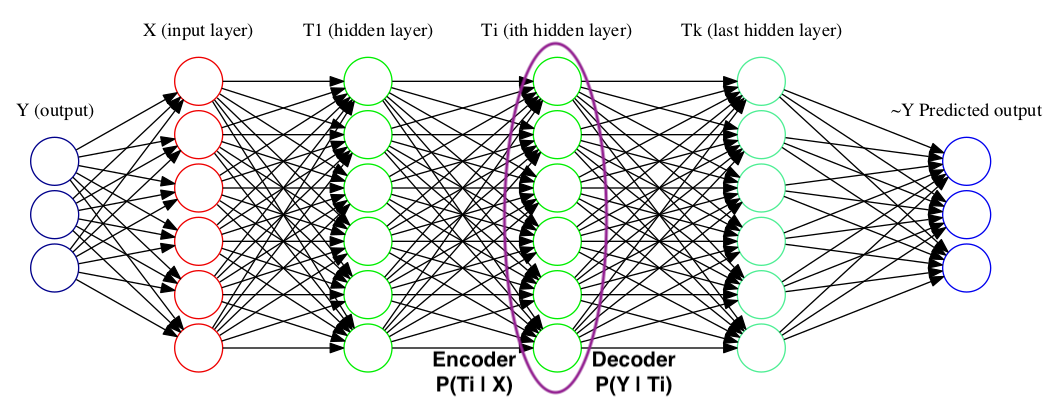 X (input layer)
T1 (hidden layer)
Ti (ith hidden layer)
Tk (last hidden layer)
Y (output)
~Y Predicted output
Encoder
P(Ti | X)
Decoder
P(Y | Ti)